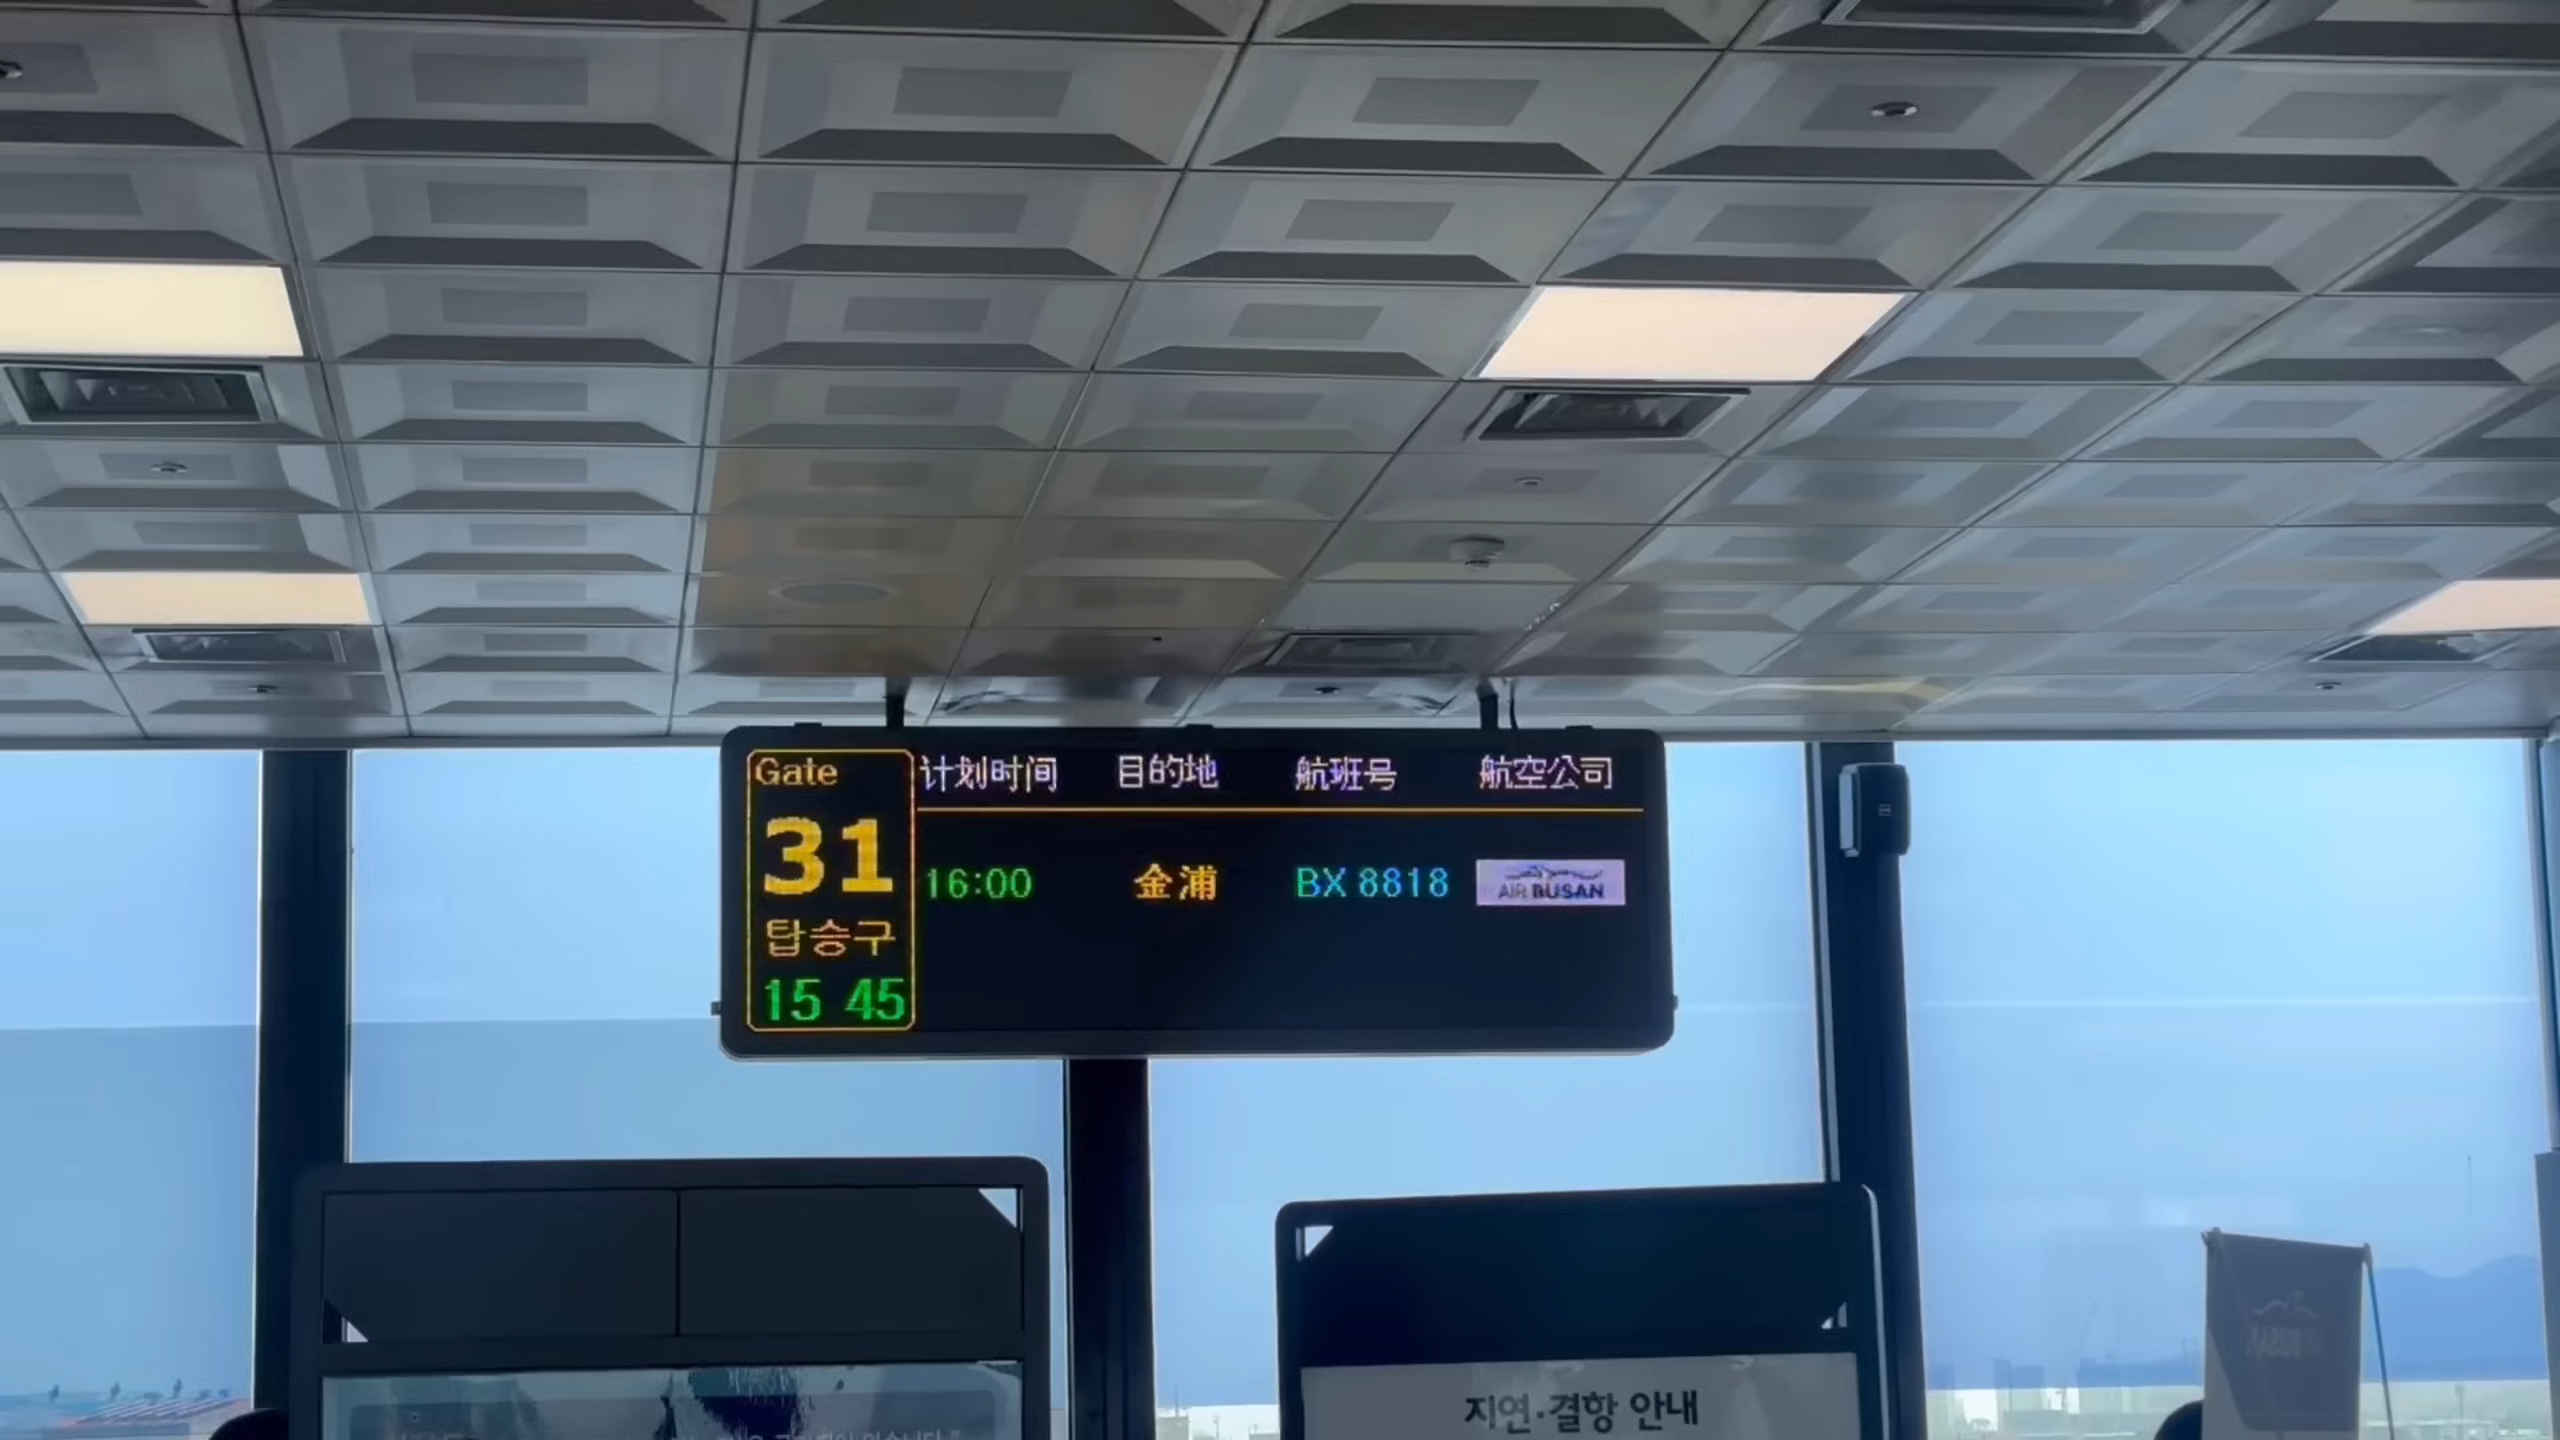 Gate 计划时间 目的地 航班号 航空公司
31
16:00 金浦 BX 8818 AIR BUSAN
탑승구
15 45
지연·결항 안내